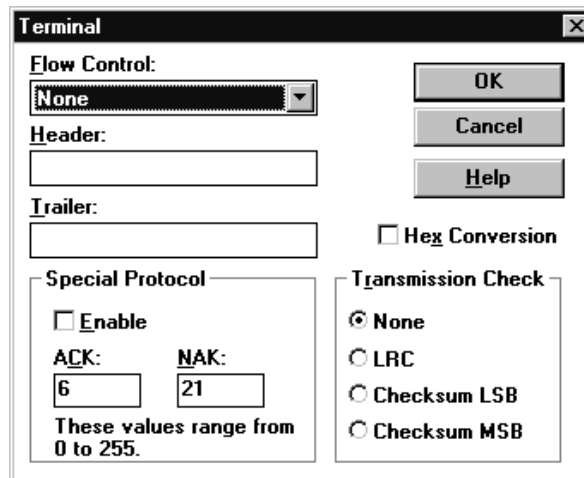 Terminal
Flow Control:
None
OK
Cancel
Header:
Help
Trailer:
Hex Conversion
Special Protocol
Enable
ACK: NAK:
6 21
These values range from
0 to 255.
Transmission Check
None
LRC
Checksum LSB
Checksum MSB